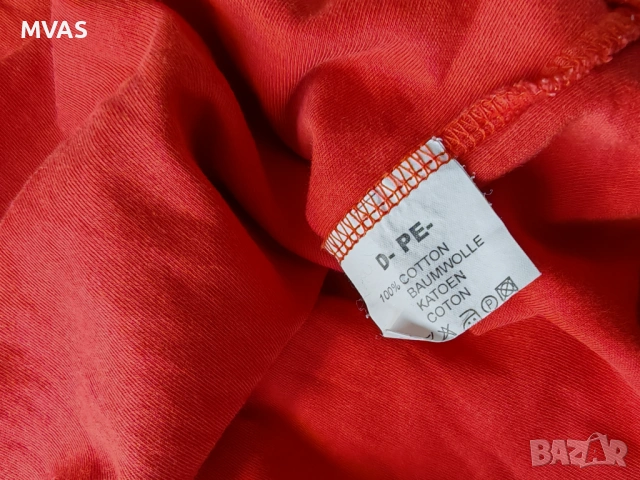 MVAS
D- PE-
100% COTTON
BAUMWOLLE
KATOEN
COTON
P
BAZAR